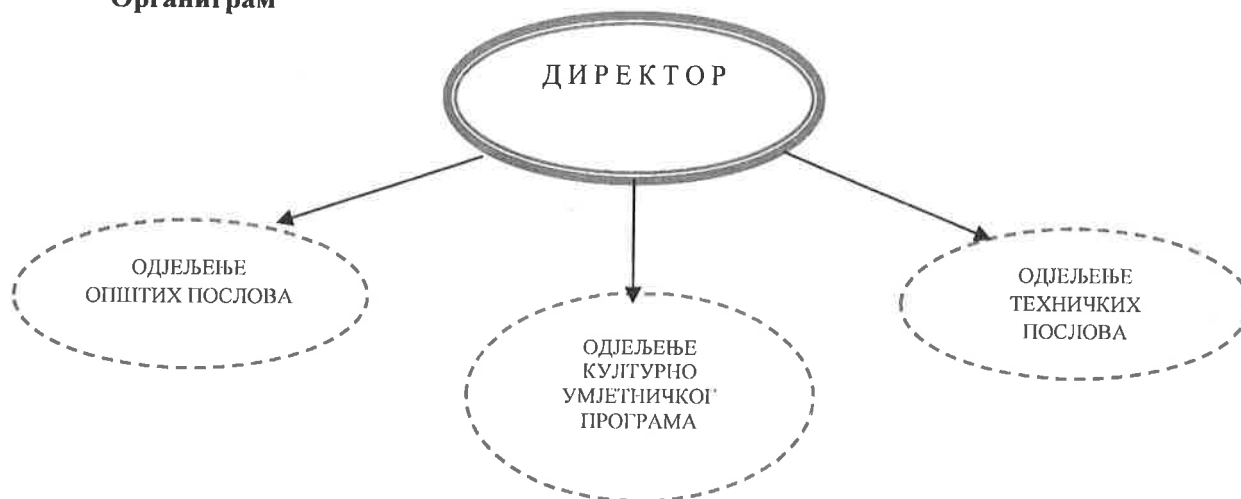 Органиграм
ДИРЕКТОР
ОДЈЕЉЕЊЕ
ОПШТИХ ПОСЛОВА
ОДЈЕЉЕЊЕ
КУЛТУРНО
УМЈЕТНИЧКОГ
ПРОГРАМА
ОДЈЕЉЕЊЕ
ТЕХНИЧКИХ
ПОСЛОВА